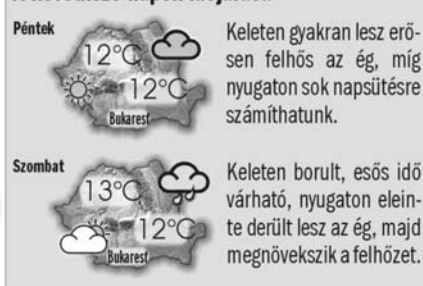 Péntek
12°C
12°C
Bukarest
Keleten gyakran lesz erő-
sen felhős az ég, míg
nyugaton sok napsütésre
számíthatunk.
Szombat
13°C
12°C
Bukarest
Keleten borult, esős idő
várható, nyugaton elein-
te derült lesz az ég, majd
megnövekszik a felhőzet.